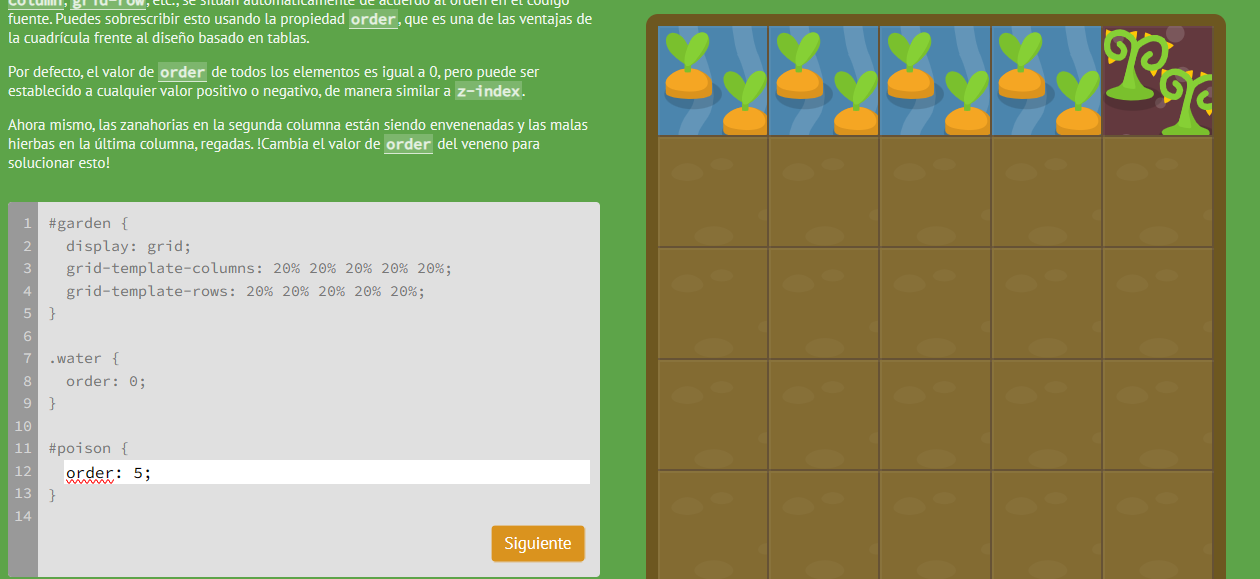 column, grid-row, etc., se sitúan automáticamente de acuerdo al orden en el código
fuente. Puedes sobrescribir esto usando la propiedad order, que es una de las ventajas de
la cuadrícula frente al diseño basado en tablas.
Por defecto, el valor de order de todos los elementos es igual a 0, pero puede ser
establecido a cualquier valor positivo o negativo, de manera similar a z-index.
Ahora mismo, las zanahorias en la segunda columna están siendo envenenadas y las malas
hierbas en la última columna, regadas. !Cambia el valor de order del veneno para
solucionar esto!
1 #garden {
2 display: grid;
3 grid-template-columns: 20% 20% 20% 20% 20%;
4 grid-template-rows: 20% 20% 20% 20% 20%;
5 }
6
7 .water {
8 order: 0;
9 }
10
11 #poison {
12 order: 5;
13 }
14
Siguiente